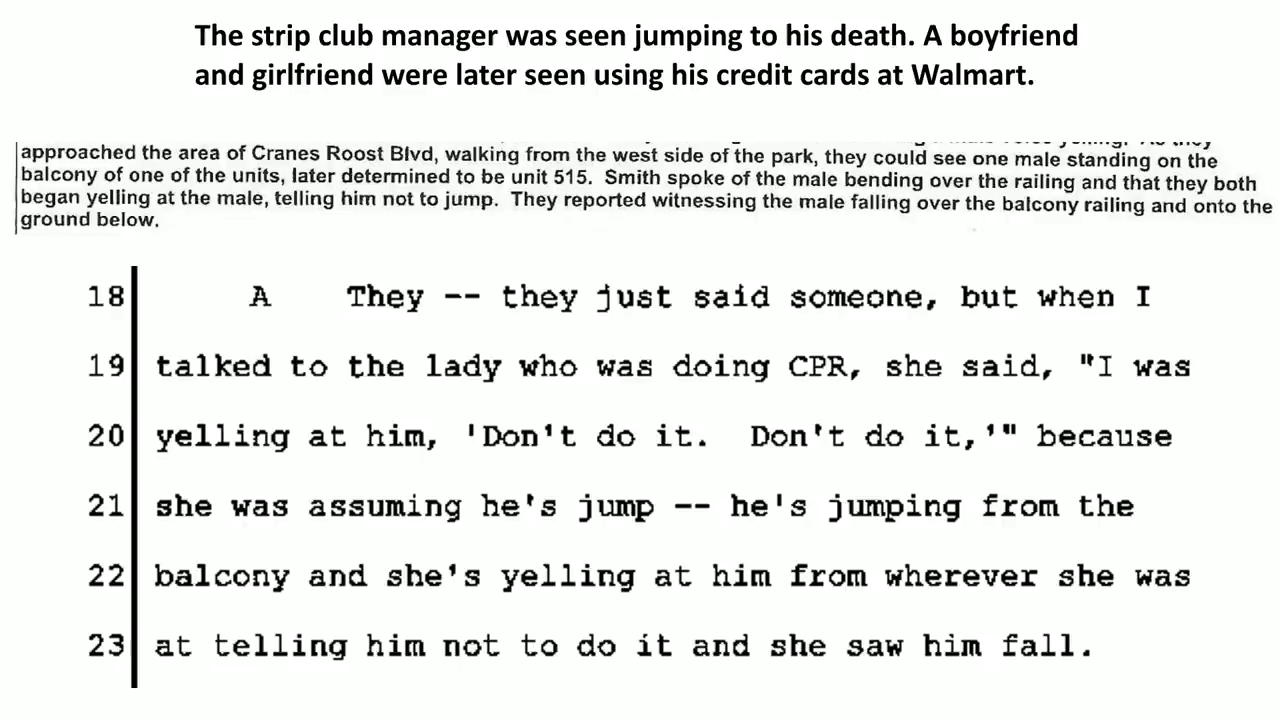 The strip club manager was seen jumping to his death. A boyfriend
and girlfriend were later seen using his credit cards at Walmart.
approached the area of Cranes Roost Blvd, walking from the west side of the park, they could see one male standing on the
balcony of one of the units, later determined to be unit 515. Smith spoke of the male bending over the railing and that they both
began yelling at the male, telling him not to jump. They reported witnessing the male falling over the balcony railing and onto the
ground below.
18 A They -- they just said someone, but when I
19 talked to the lady who was doing CPR, she said, "I was
20 yelling at him, 'Don't do it. Don't do it,'" because
21 she was assuming he's jump -- he's jumping from the
22 balcony and she's yelling at him from wherever she was
23 at telling him not to do it and she saw him fall.